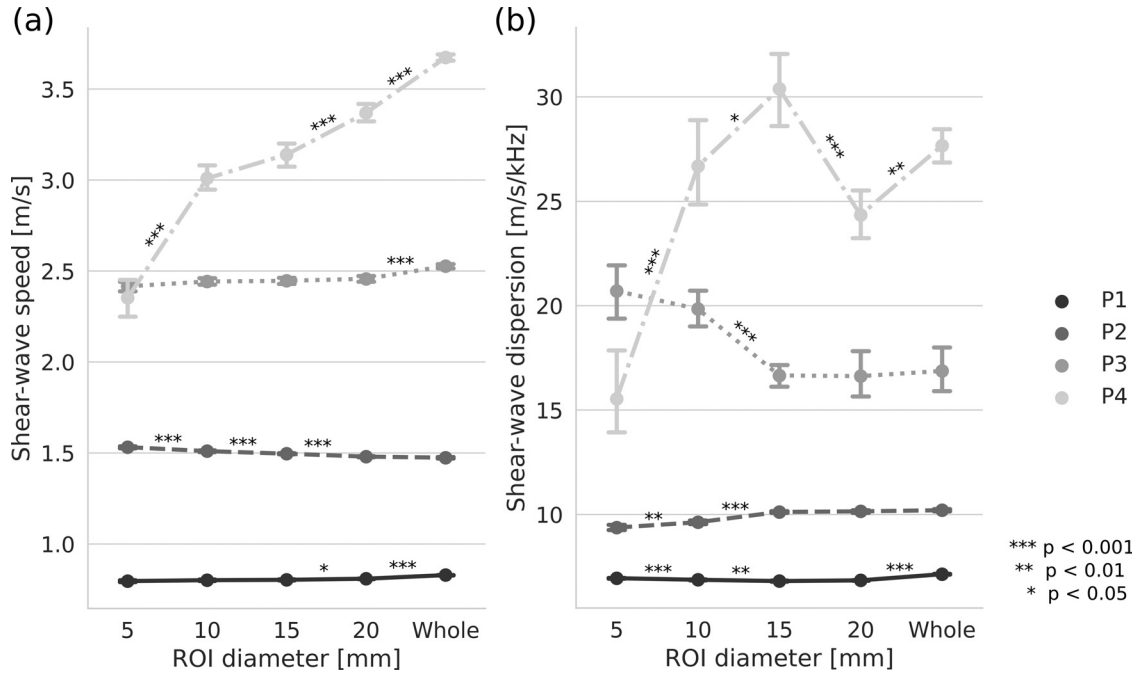 (a)
Shear-wave speed [m/s]
3.5
3.0
2.5
2.0
1.5
1.0
***
***
***
***
***
***
***
*
***
5
10
15
20
Whole
ROI diameter [mm]
(b)
Shear-wave dispersion [m/s/kHz]
30
25
20
15
10
*
***
**
***
***
**
***
***
**
***
5
10
15
20
Whole
ROI diameter [mm]
P1
P2
P3
P4
*** p < 0.001
** p < 0.01
* p < 0.05